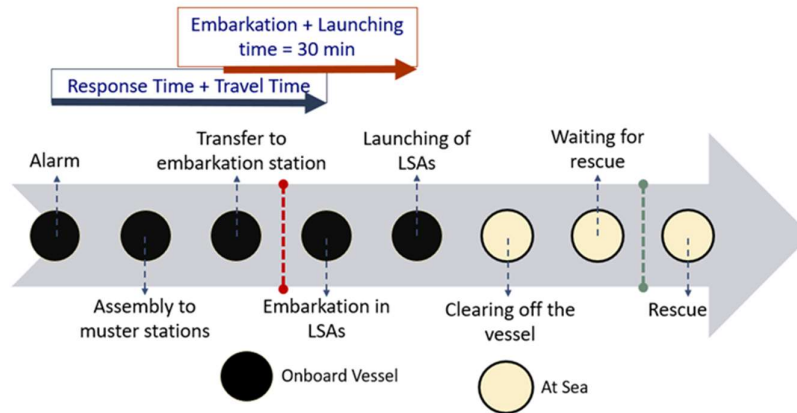 Embarkation + Launching
time = 30 min
Response Time + Travel Time
Alarm
Transfer to
embarkation station
Launching of
LSAs
Waiting for
rescue
Assembly to
muster stations
Embarkation in
LSAs
Clearing off the
vessel
Rescue
Onboard Vessel
At Sea